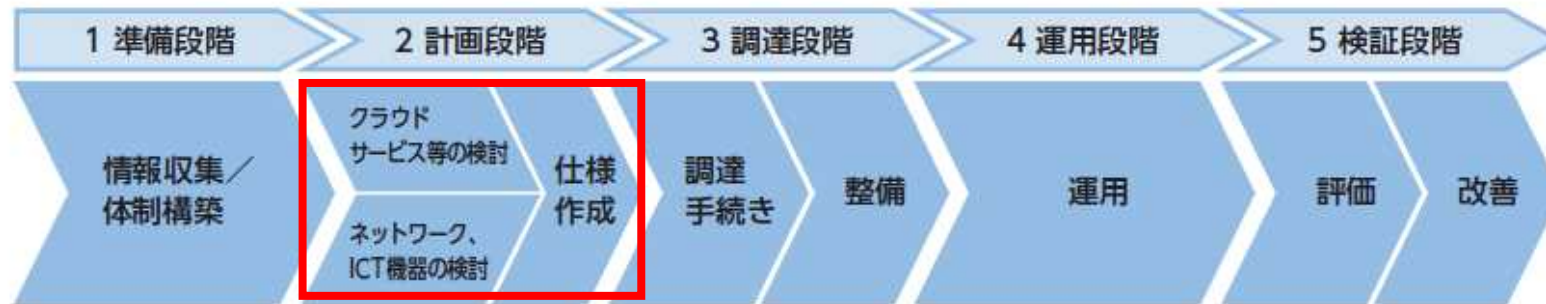 1 準備段階
2 計画段階
3 調達段階
4 運用段階
5 検証段階
情報収集／
体制構築
クラウド
サービス等の検討
ネットワーク、
ICT機器の検討
仕様
作成
調達
手続き
整備
運用
評価
改善